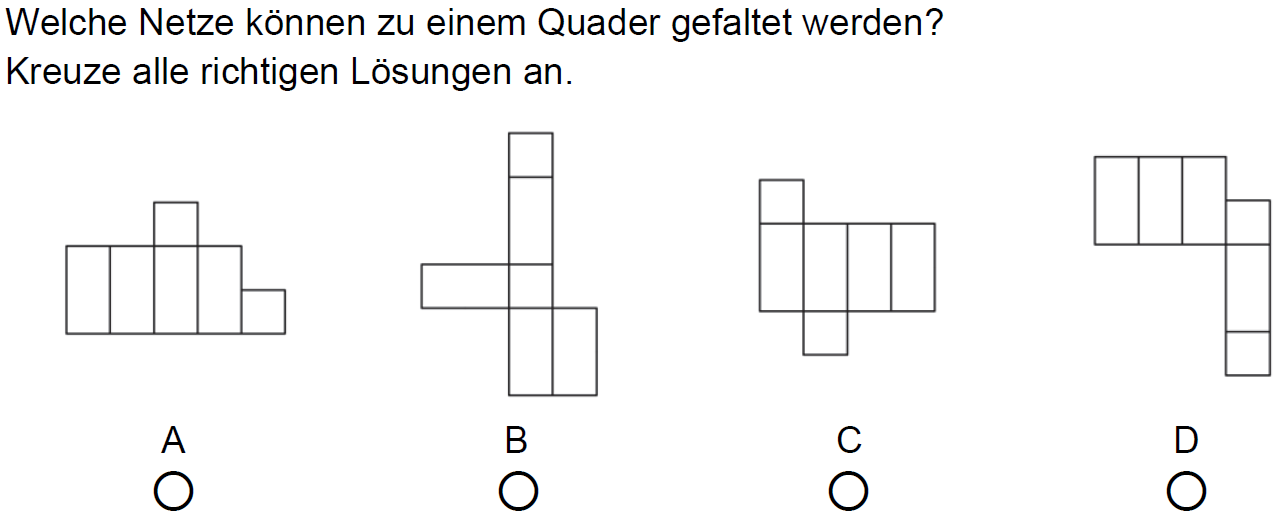 Welche Netze können zu einem Quader gefaltet werden?
Kreuze alle richtigen Lösungen an.
A B C D